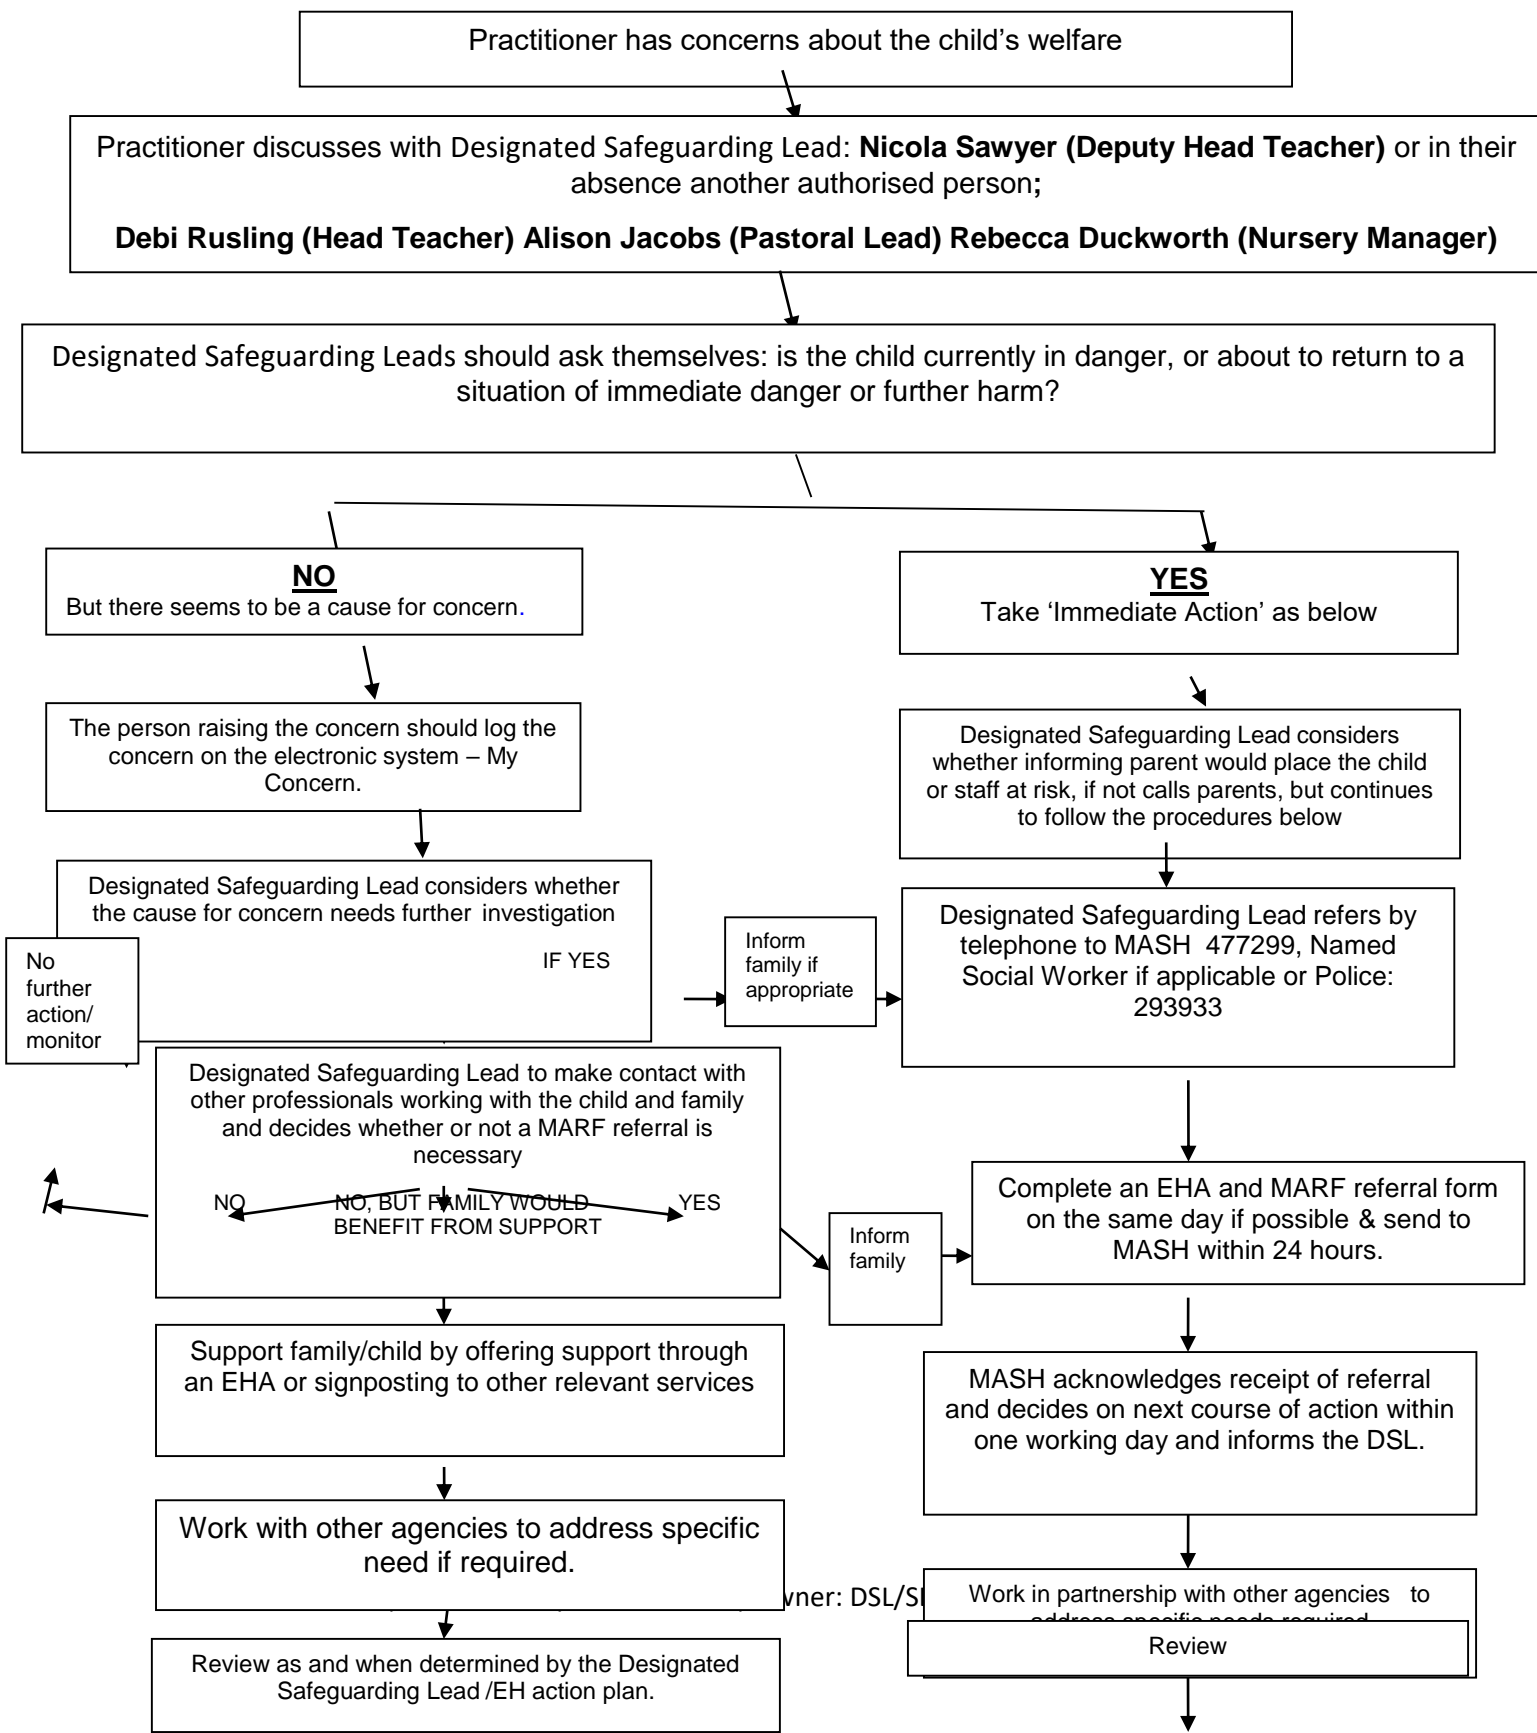 Practitioner has concerns about the child’s welfare
Practitioner discusses with Designated Safeguarding Lead: Nicola Sawyer (Deputy Head Teacher) or in their
absence another authorised person;
Debi Rusling (Head Teacher) Alison Jacobs (Pastoral Lead) Rebecca Duckworth (Nursery Manager)
Designated Safeguarding Leads should ask themselves: is the child currently in danger, or about to return to a
situation of immediate danger or further harm?
NO
But there seems to be a cause for concern.
YES
Take ‘Immediate Action’ as below
The person raising the concern should log the
concern on the electronic system – My
Concern.
Designated Safeguarding Lead considers
whether informing parent would place the child
or staff at risk, if not calls parents, but continues
to follow the procedures below
Designated Safeguarding Lead considers whether
the cause for concern needs further investigation
IF YES
No
further
action/
monitor
Inform
family if
appropriate
Designated Safeguarding Lead refers by
telephone to MASH 477299, Named
Social Worker if applicable or Police:
293933
Designated Safeguarding Lead to make contact with
other professionals working with the child and family
and decides whether or not a MARF referral is
necessary
NO
NO, BUT FAMILY WOULD
BENEFIT FROM SUPPORT
YES
Inform
family
Complete an EHA and MARF referral form
on the same day if possible & send to
MASH within 24 hours.
Support family/child by offering support through
an EHA or signposting to other relevant services
MASH acknowledges receipt of referral
and decides on next course of action within
one working day and informs the DSL.
Work with other agencies to address specific
need if required.
DSL/
Work in partnership with other agencies to
address specific needs required
Review
Review as and when determined by the Designated
Safeguarding Lead /EH action plan.